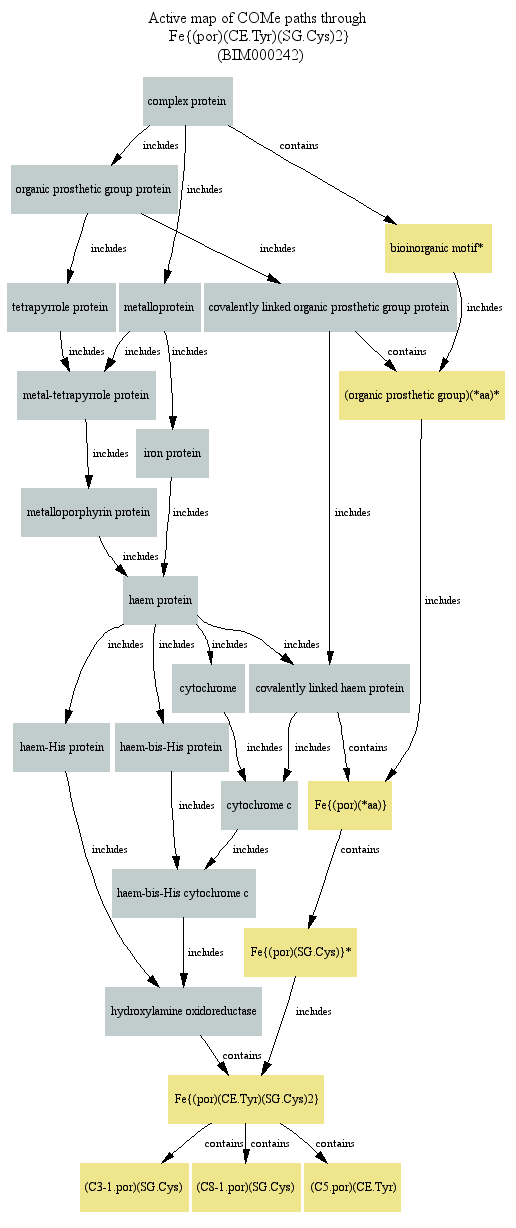 Active map of COMe paths through
Fe{(por)(CE.Tyr)(SG.Cys)2}
(BIM000242)
complex protein
includes
contains
organic prosthetic group protein
includes
bioinorganic motif*
includes
includes
tetrapyrrole protein
metalloprotein
covalently linked organic prosthetic group protein
includes
includes
includes
includes
contains
metal-tetrapyrrole protein
(organic prosthetic group)(*aa)*
iron protein
includes
metalloporphyrin protein
includes
includes
includes
haem protein
includes
includes
includes
includes
includes
cytochrome
covalently linked haem protein
haem-His protein
haem-bis-His protein
includes
includes
contains
cytochrome c
Fe{(por)(*aa)}
includes
includes
includes
contains
haem-bis-His cytochrome c
Fe{(por)(SG.Cys)}*
includes
hydroxylamine oxidoreductase
includes
contains
Fe{(por)(CE.Tyr)(SG.Cys)2}
contains
contains
contains
(C3-1.por)(SG.Cys)
(C8-1.por)(SG.Cys)
(C5.por)(CE.Tyr)